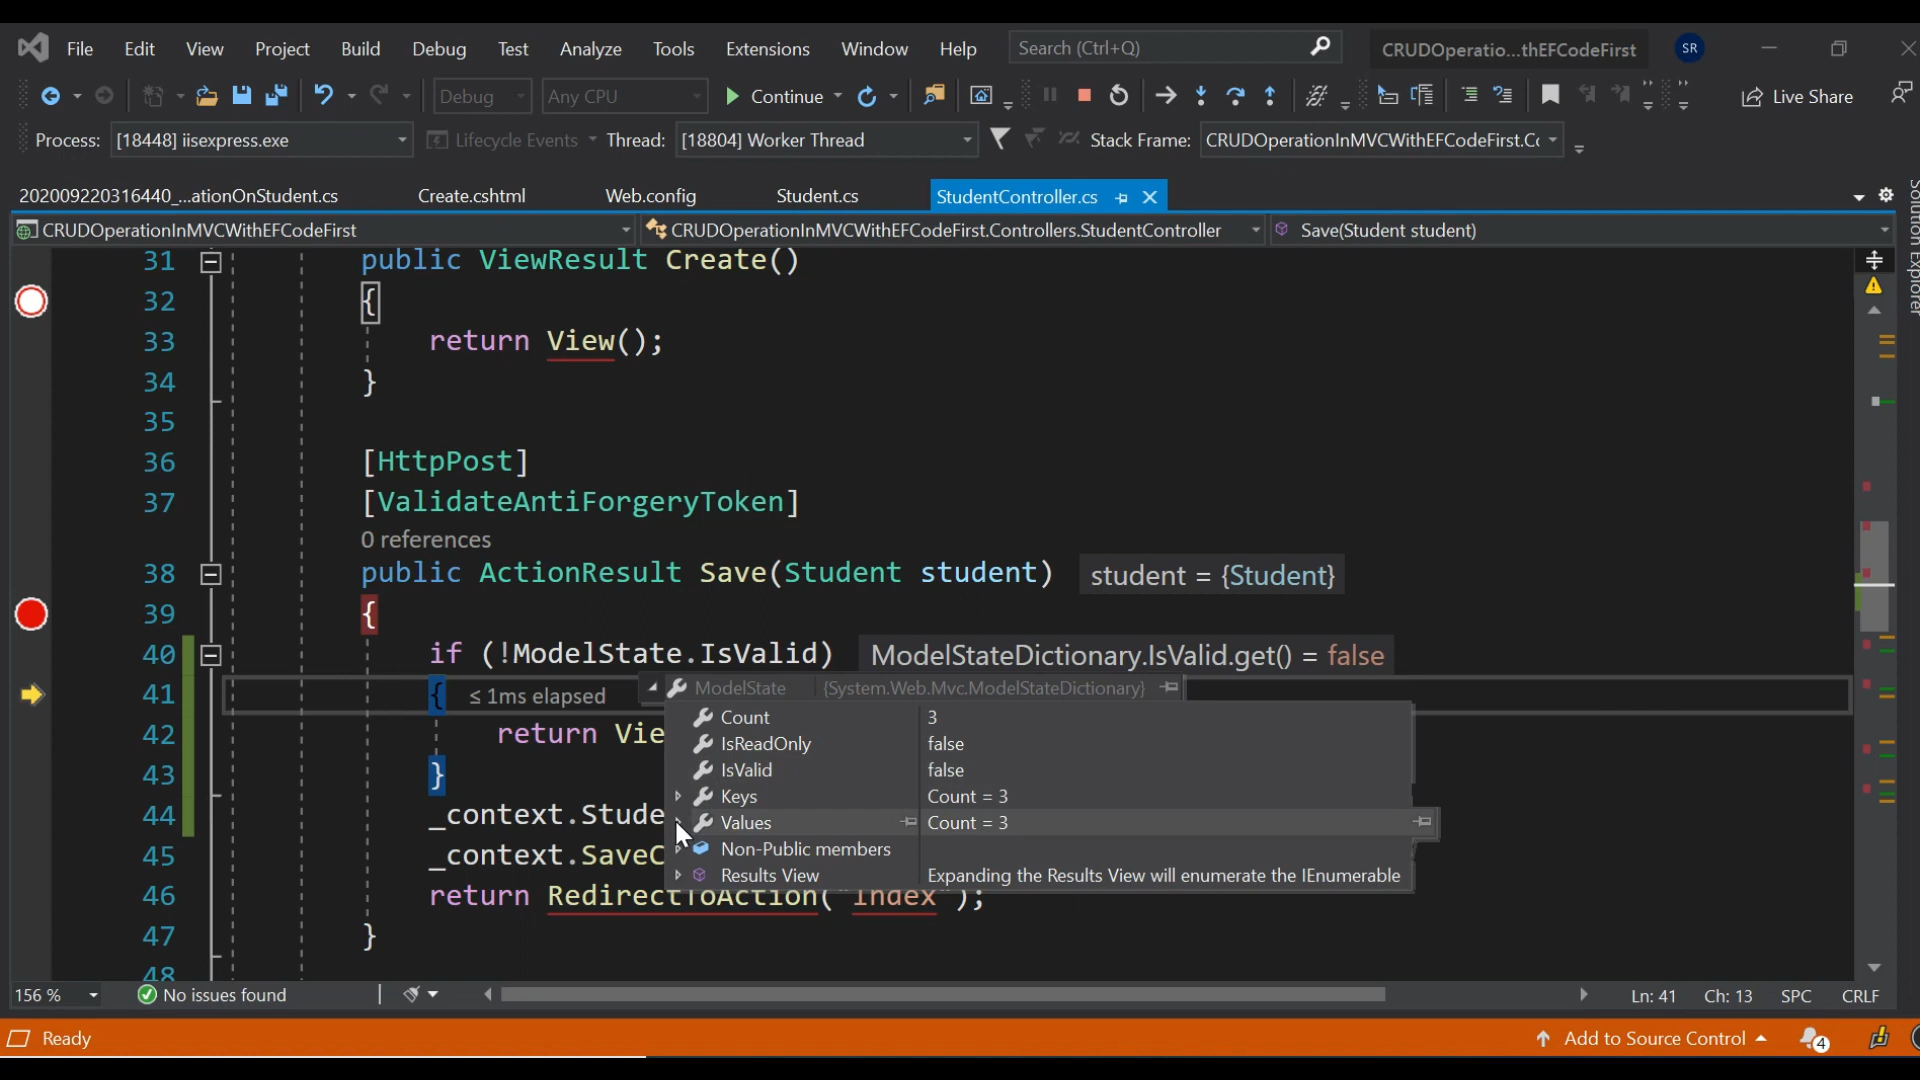 File Edit View Project Build Debug Test Analyze Tools Extensions Window Help Search (Ctrl+Q) CRUDOperatio...thEFCodeFirst SR
Debug Any CPU Continue Live Share
Process: [18448] iisexpress.exe Lifecycle Events Thread: [18804] Worker Thread Stack Frame: CRUDOperationInMVCWithEFCodeFirst.Cc
202009220316440_...ationOnStudent.cs Create.cshtml Web.config Student.cs StudentController.cs
CRUDOperationInMVCWithEFCodeFirst CRUDOperationInMVCWithEFCodeFirst.Controllers.StudentController Save(Student student)
Solution Explorer
31 public ViewResult Create()
32 {
33 return View();
34 }
35
36 [HttpPost]
37 [ValidateAntiForgeryToken]
0 references
38 public ActionResult Save(Student student) student = {Student}
39 {
40 if (!ModelState.IsValid) ModelStateDictionary.IsValid.get() = false
41 { ≤ 1ms elapsed ModelState {System.Web.Mvc.ModelStateDictionary}
Count 3
42 return Vie
IsReadOnly false
IsValid false
43 }
Keys Count = 3
44 _context.Stude
Values Count = 3
Non-Public members
45 _context.SaveC
Results View Expanding the Results View will enumerate the IEnumerable
46 return RedirectToAction("Index");
47 }
48
156 % No issues found Ln: 41 Ch: 13 SPC CRLF
Ready Add to Source Control 4